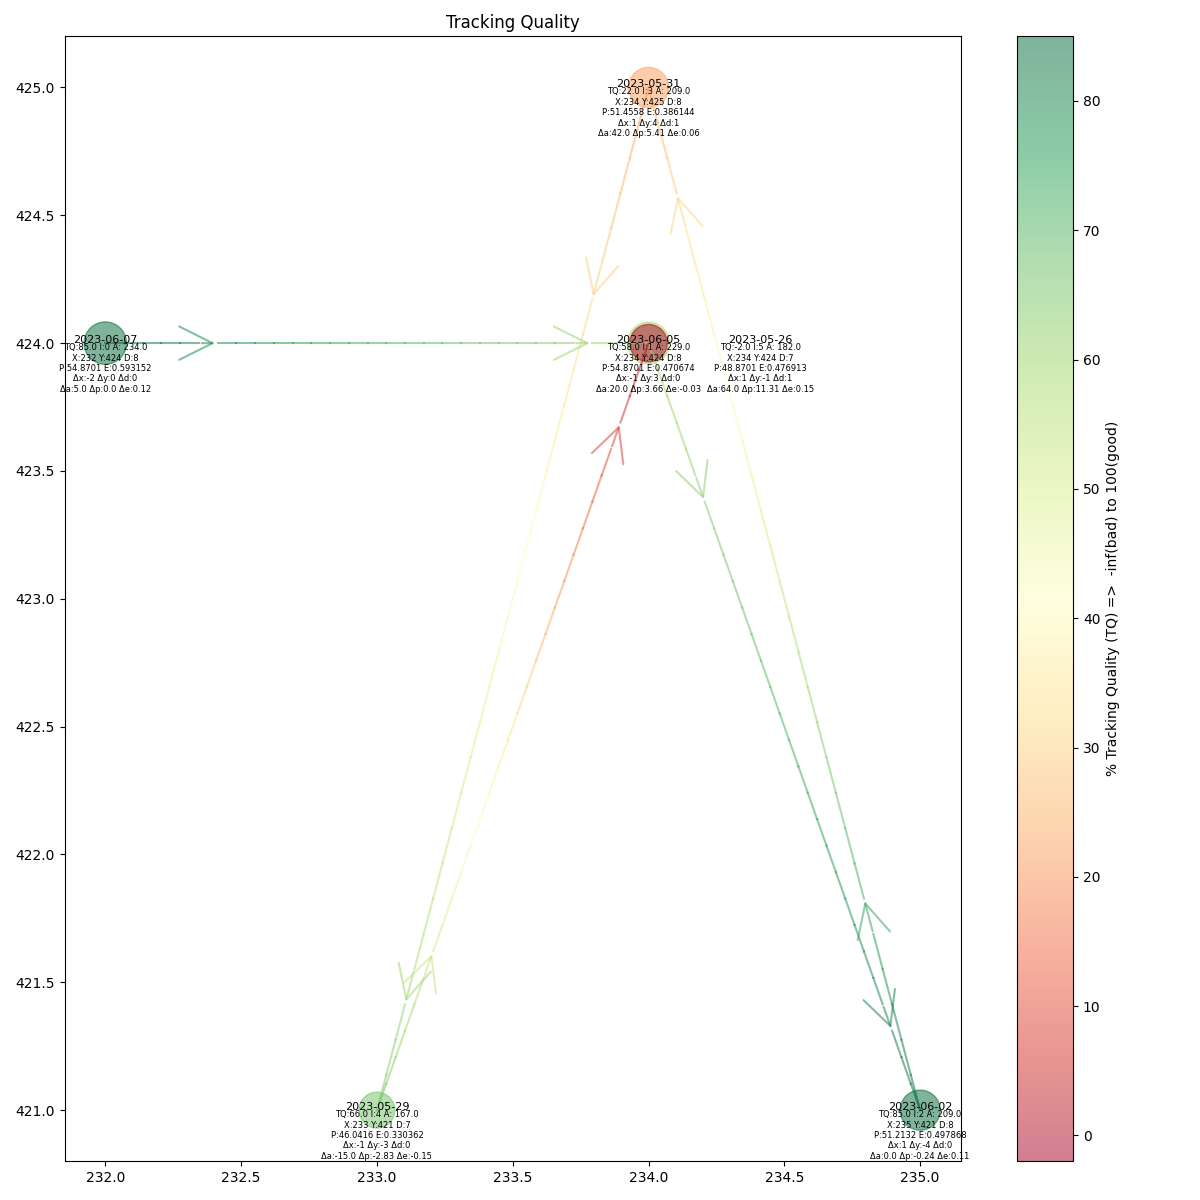 Tracking Quality
425.0
424.5
424.0
423.5
423.0
422.5
422.0
421.5
421.0
232.0
232.5
233.0
233.5
234.0
234.5
235.0
2023-05-31
TQ:22.0 I:3 A: 209.0
X:234 Y:425 D:8
P:51.4558 E:0.386144
Δx:1 Δy:4 Δd:1
Δa:42.0 Δp:5.41 Δe:0.06
2023-06-07
TQ:85.0 I:0 A: 234.0
X:232 Y:424 D:8
P:54.8701 E:0.593152
Δx:-2 Δy:0 Δd:0
Δa:5.0 Δp:0.0 Δe:0.12
2023-06-05
TQ:58.0 I:1 A: 229.0
X:234 Y:424 D:8
P:54.8701 E:0.470674
Δx:-1 Δy:3 Δd:0
Δa:20.0 Δp:3.66 Δe:-0.03
2023-05-26
TQ:-2.0 I:5 A: 182.0
X:234 Y:424 D:7
P:48.8701 E:0.476913
Δx:1 Δy:-1 Δd:1
Δa:64.0 Δp:11.31 Δe:0.15
2023-05-29
TQ:66.0 I:4 A: 167.0
X:233 Y:421 D:7
P:46.0416 E:0.330362
Δx:-1 Δy:-3 Δd:0
Δa:-15.0 Δp:-2.83 Δe:-0.15
2023-06-02
TQ:85.0 I:2 A: 209.0
X:235 Y:421 D:8
P:51.2132 E:0.497868
Δx:1 Δy:-4 Δd:0
Δa:0.0 Δp:-0.24 Δe:0.11
80
70
60
50
40
30
20
10
0
% Tracking Quality (TQ) => -inf(bad) to 100(good)